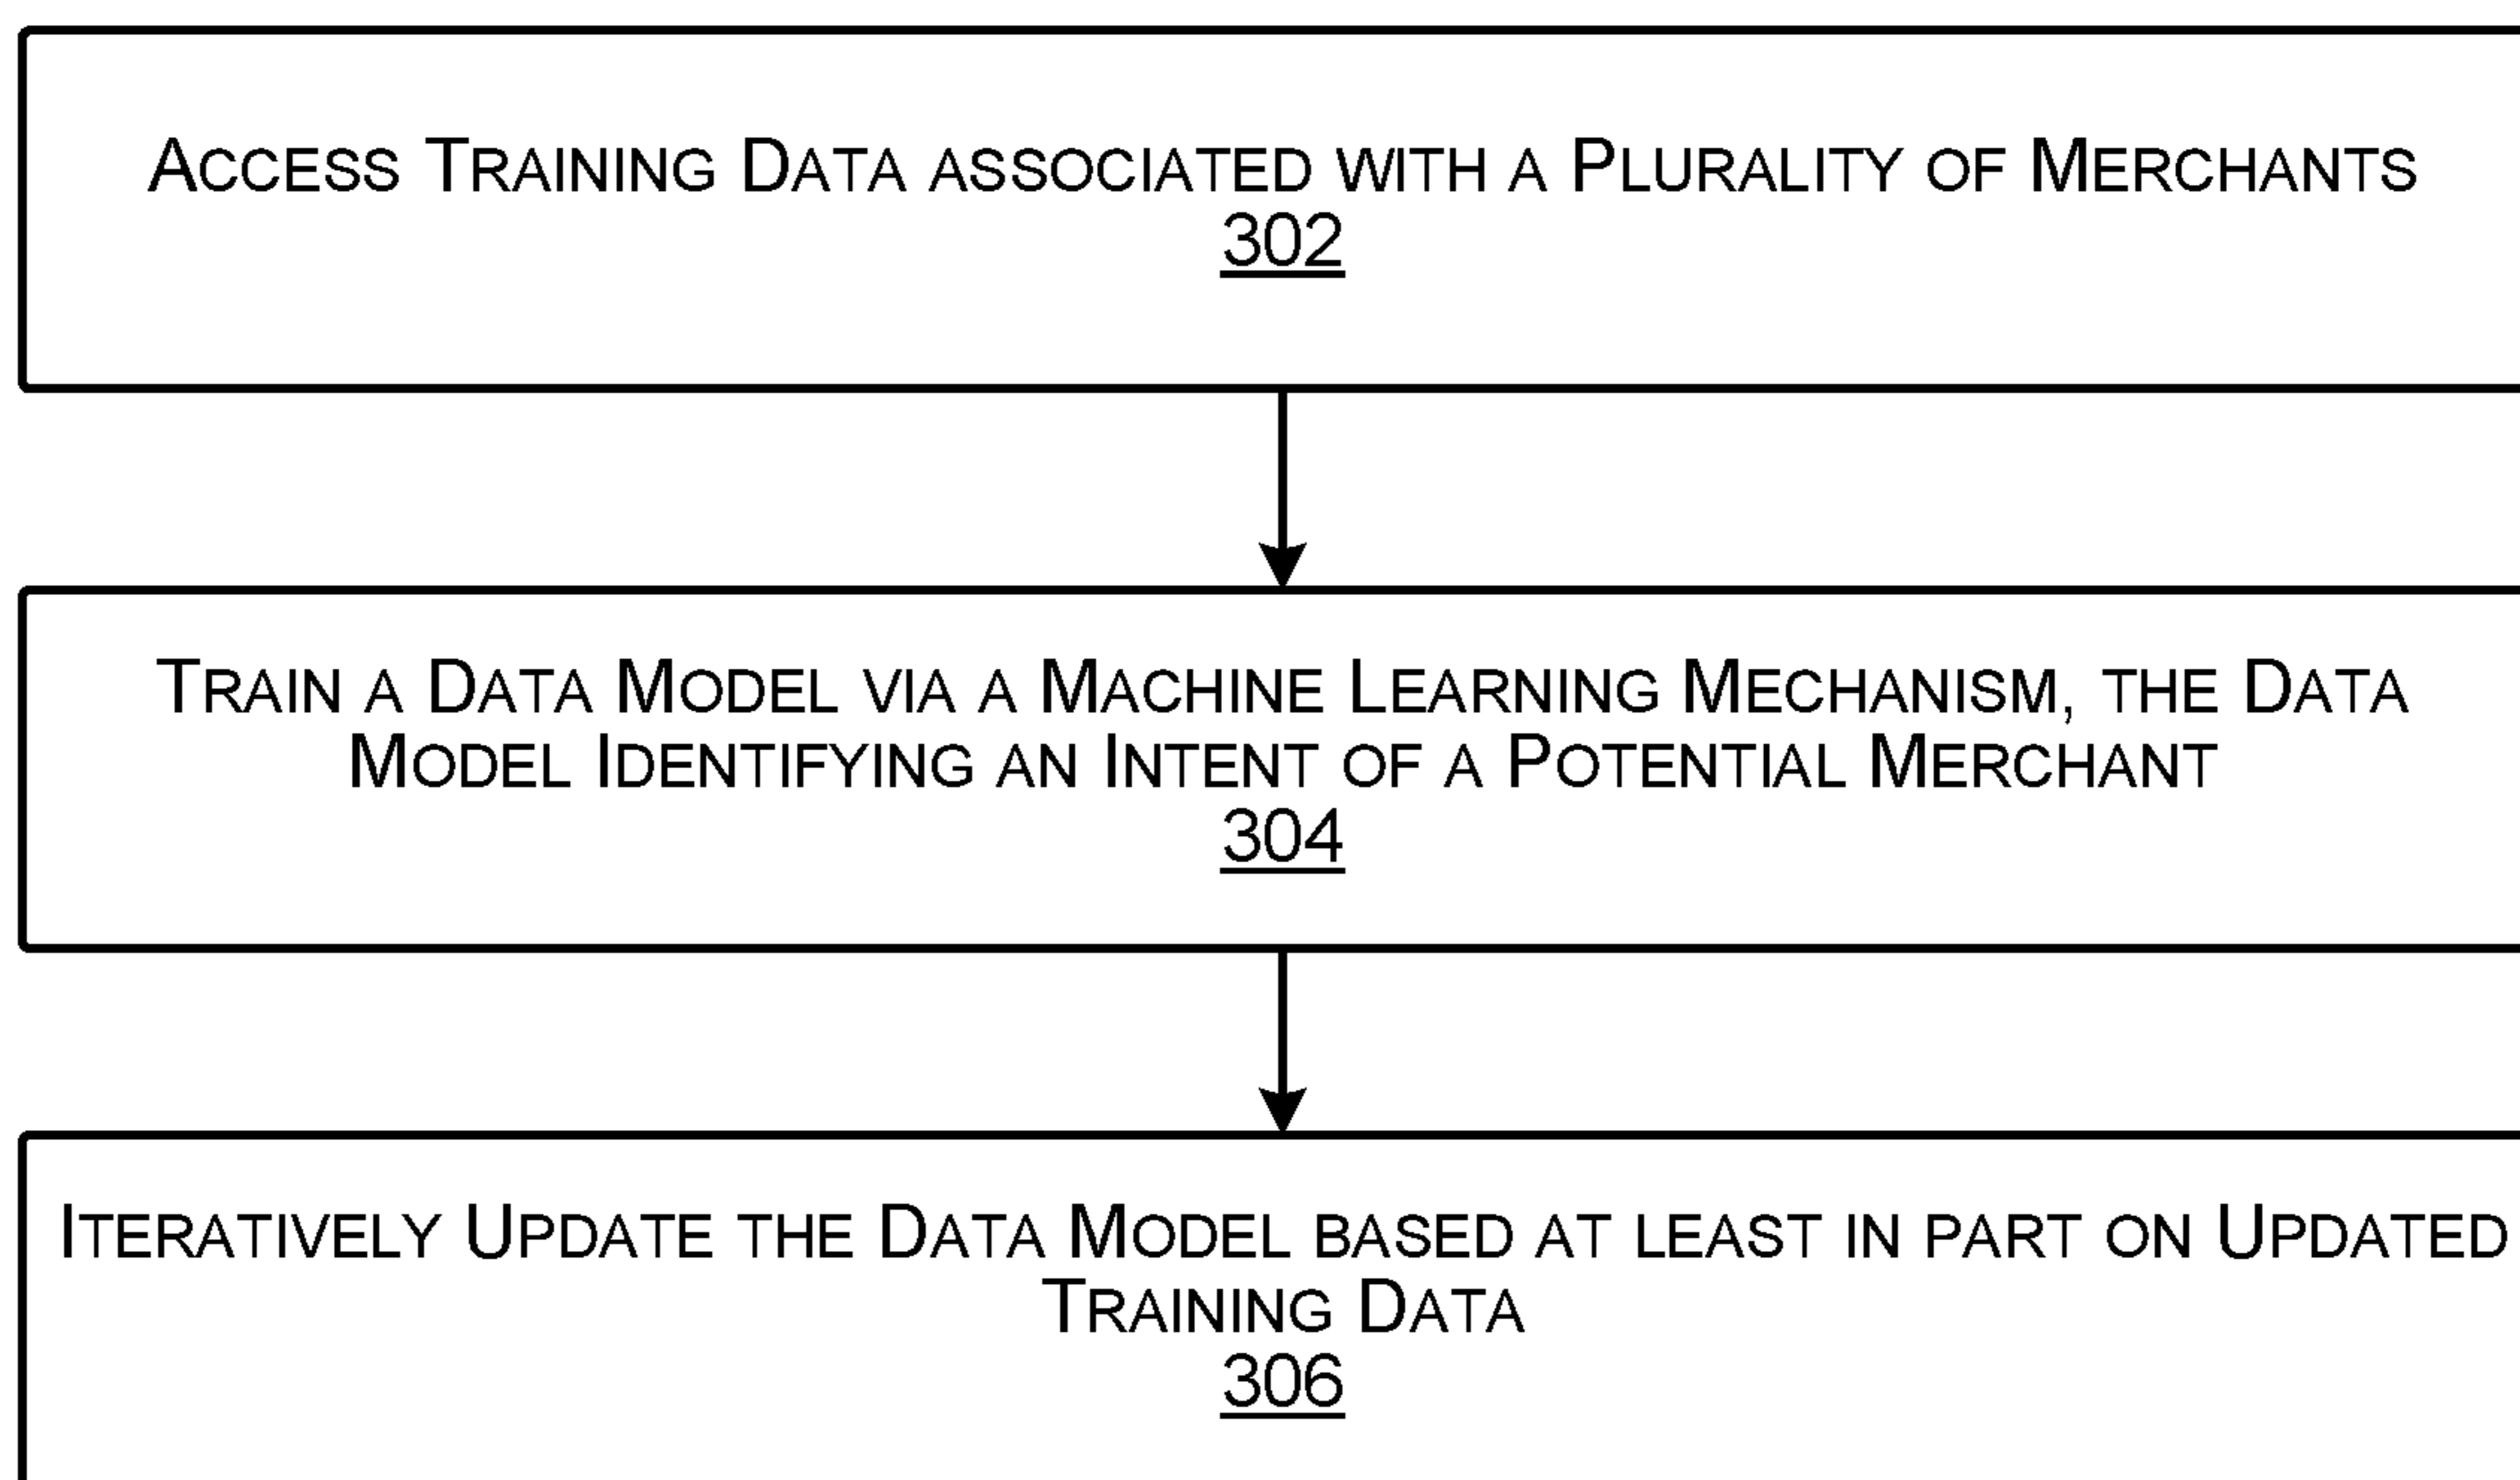 ACCESS TRAINING DATA ASSOCIATED WITH A PLURALITY OF MERCHANTS
302
TRAIN A DATA MODEL VIA A MACHINE LEARNING MECHANISM, THE DATA
MODEL IDENTIFYING AN INTENT OF A POTENTIAL MERCHANT
304
ITERATIVELY UPDATE THE DATA MODEL BASED AT LEAST IN PART ON UPDATED
TRAINING DATA
306